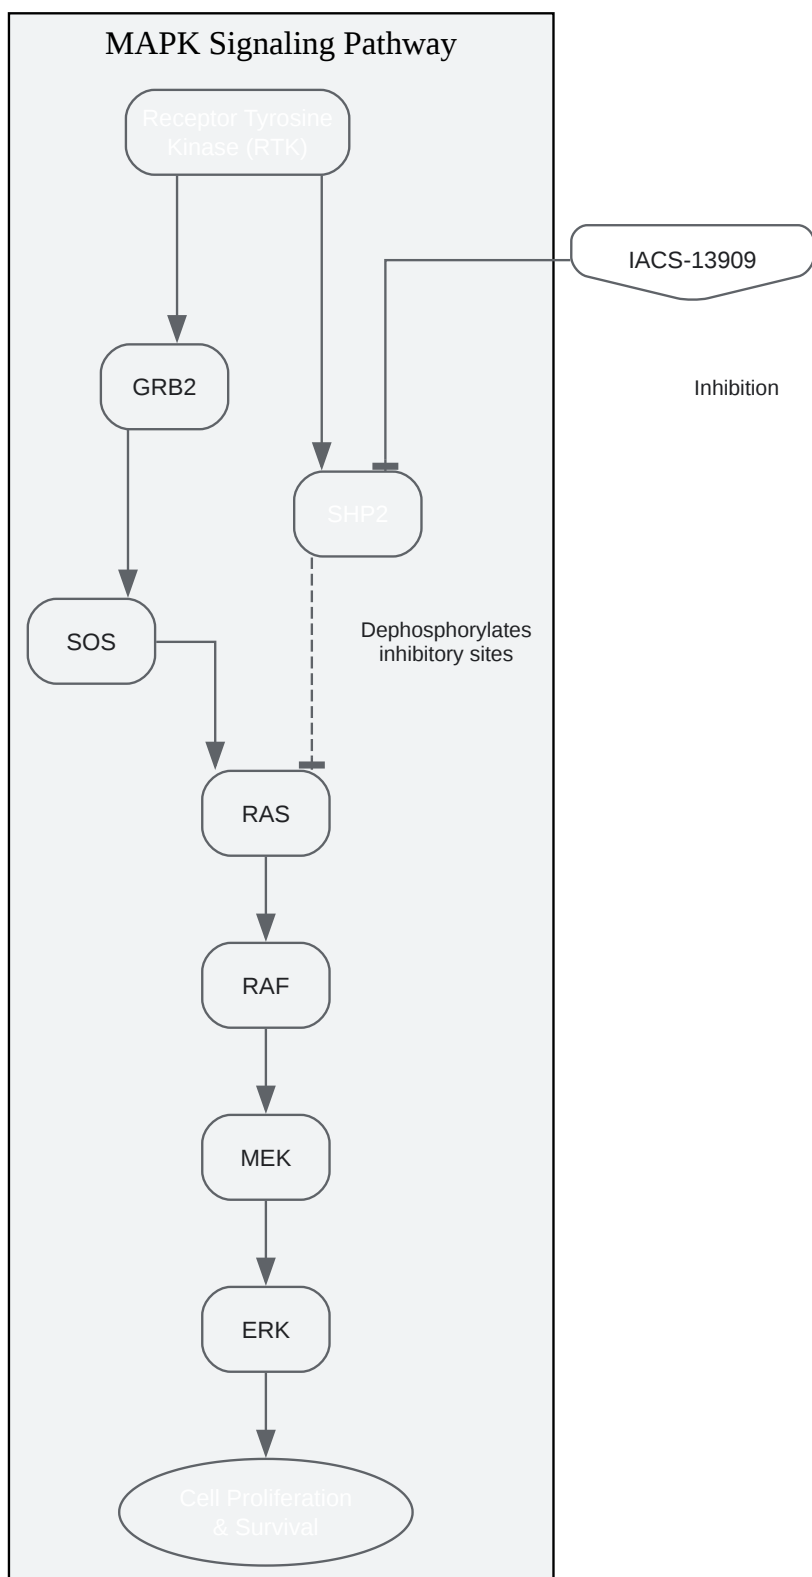 MAPK Signaling Pathway
Receptor Tyrosine
Kinase (RTK)
IACS-13909
GRB2
Inhibition
SHP2
SOS
Dephosphorylates
inhibitory sites
RAS
RAF
MEK
ERK
Cell Proliferation
& Survival